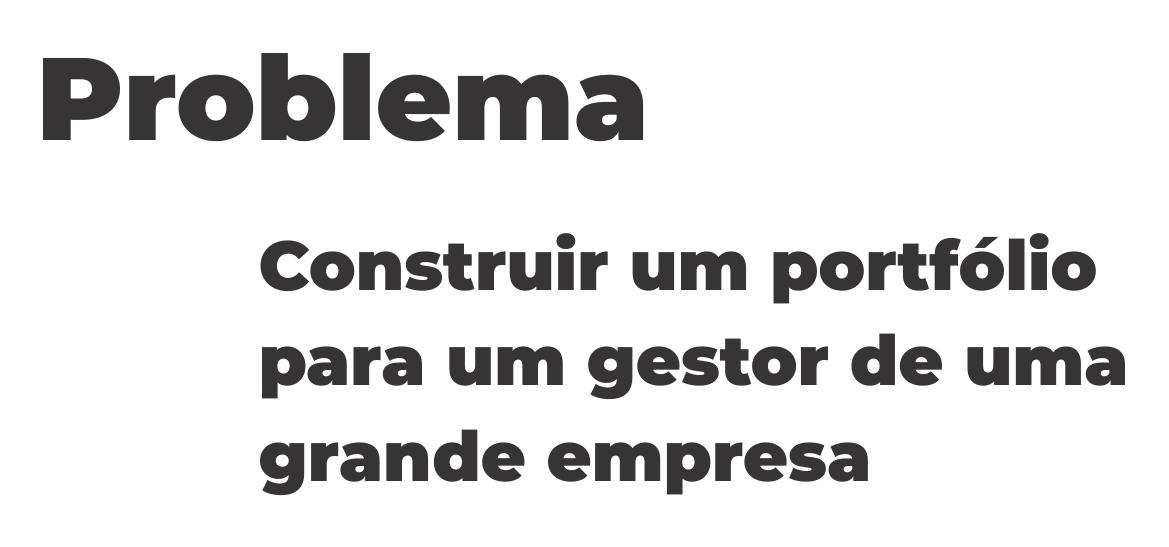 Problema
Construir um portfólio
para um gestor de uma
grande empresa